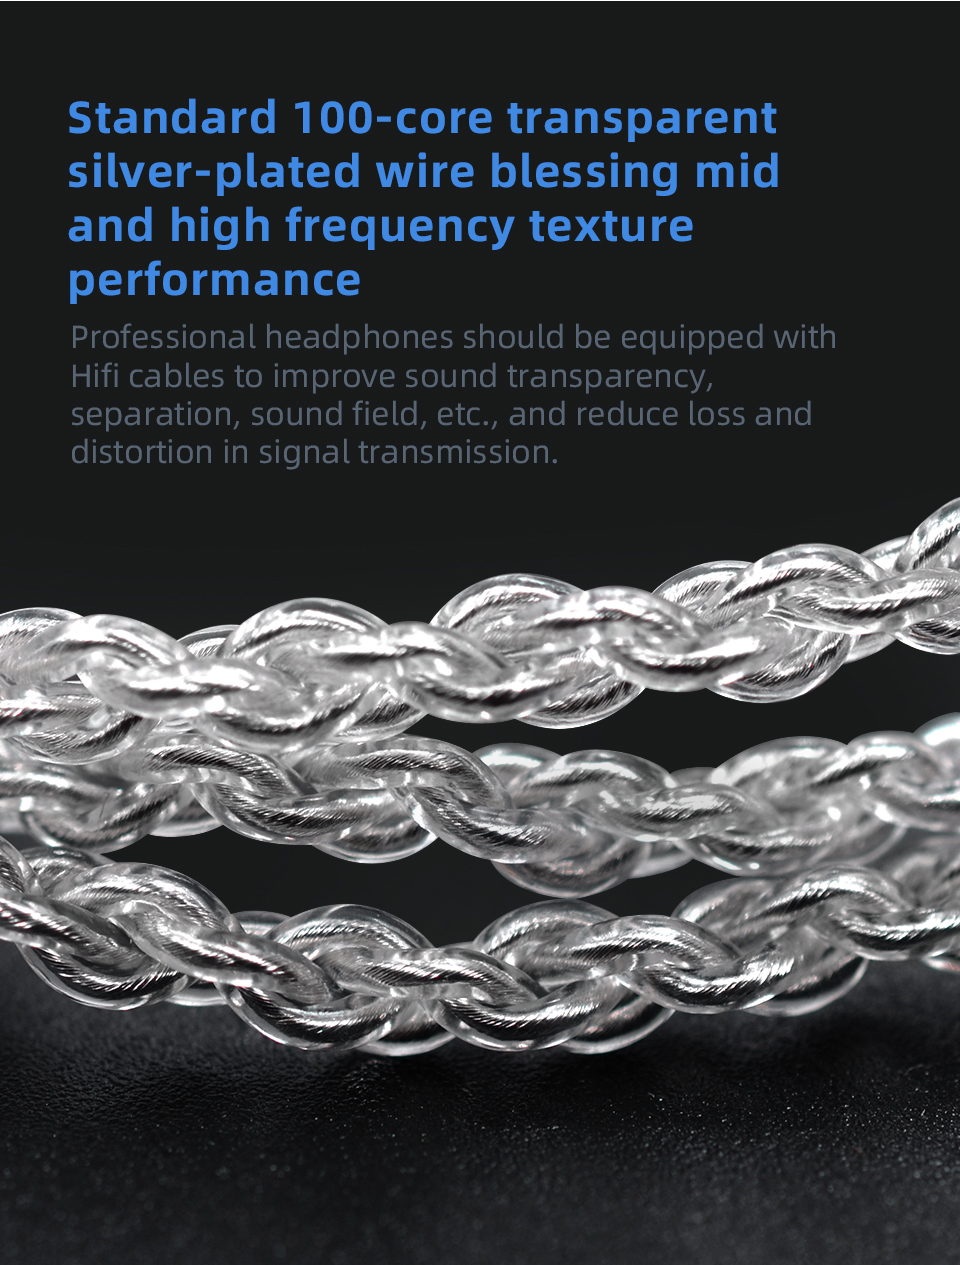 Standard 100-core transparent
silver-plated wire blessing mid
and high frequency texture
performance
Professional headphones should be equipped with
Hifi cables to improve sound transparency,
separation, sound field, etc., and reduce loss and
distortion in signal transmission.